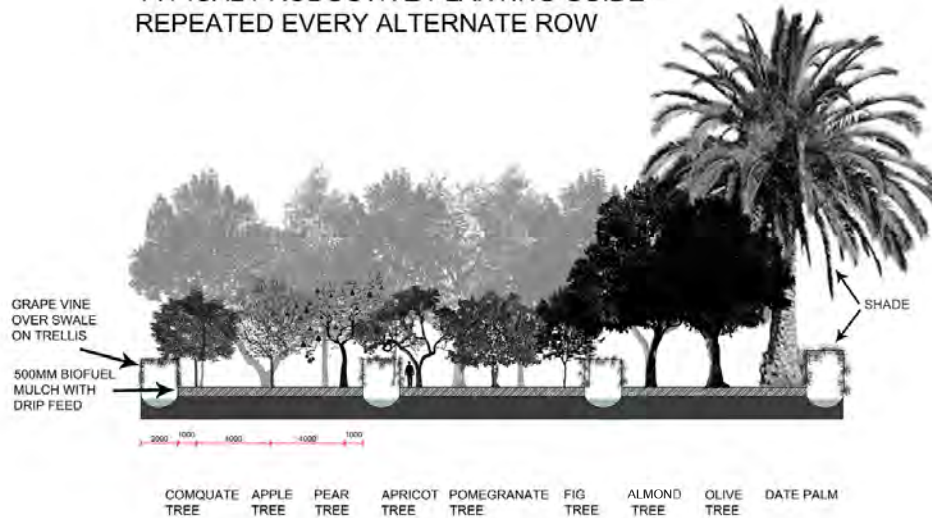 REPEATED EVERY ALTERNATE ROW
GRAPE VINE
OVER SWALE
ON TRELLIS
500MM BIOFUEL
MULCH WITH
DRIP FEED
SHADE
2000 1000 4000 4000 1000
COMQUATE
TREE
APPLE
TREE
PEAR
TREE
APRICOT
TREE
POMEGRANATE
TREE
FIG
TREE
ALMOND
TREE
OLIVE
TREE
DATE PALM